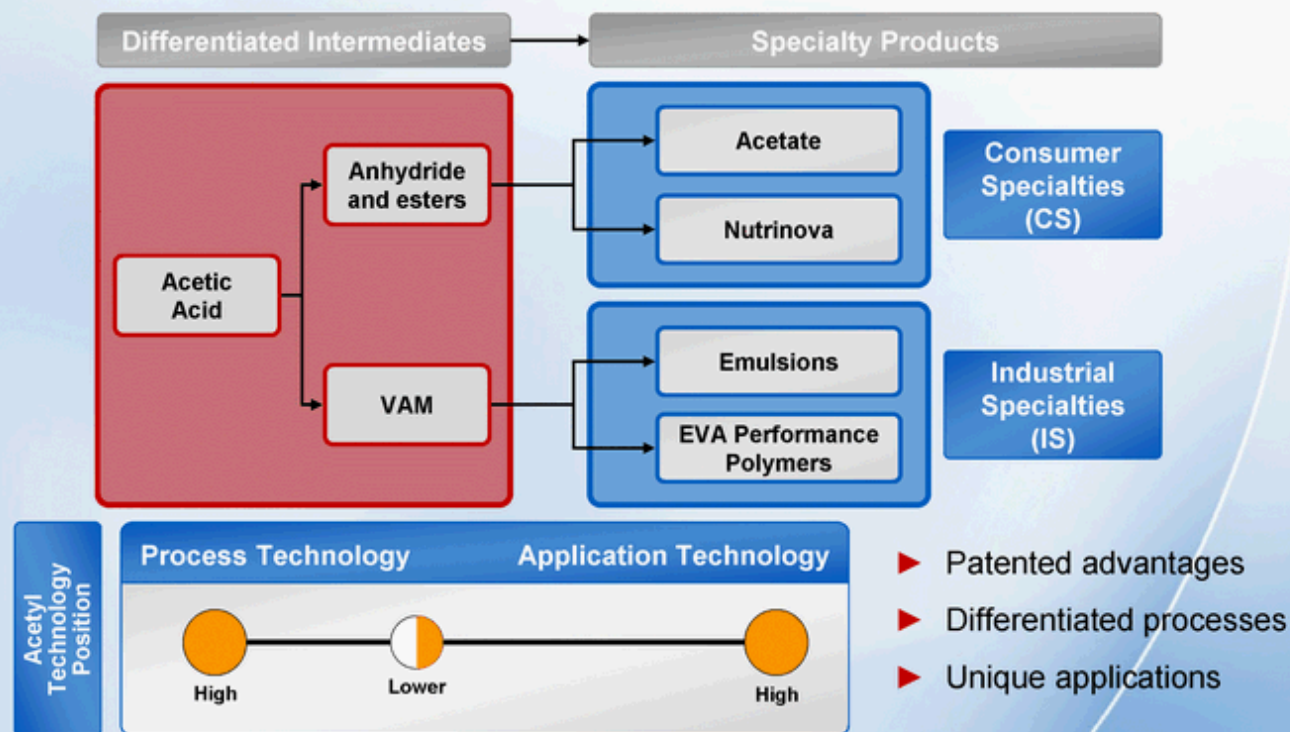 Differentiated Intermediates
Specialty Products
Acetic
Acid
Anhydride
and esters
VAM
Acetate
Nutrinova
Consumer
Specialties
(CS)
Emulsions
EVA Performance
Polymers
Industrial
Specialties
(IS)
Acetyl
Technology
Position
Process Technology
Application Technology
High
Lower
High
Patented advantages
Differentiated processes
Unique applications